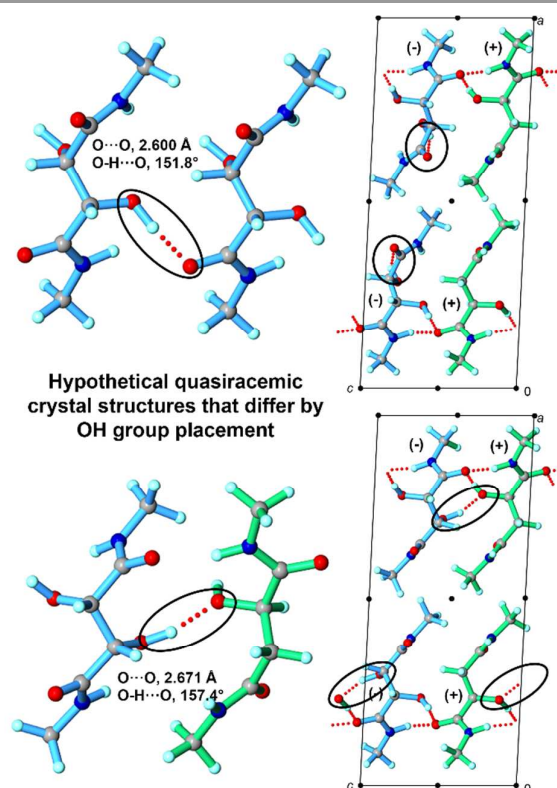 O···O, 2.600 Å
O-H···O, 151.8°
(-)
(+)
a
(-)
(+)
c
0
Hypothetical quasiracemic
crystal structures that differ by
OH group placement
O···O, 2.671 Å
O-H···O, 157.4°
(-)
(+)
a
(-)
(+)
c